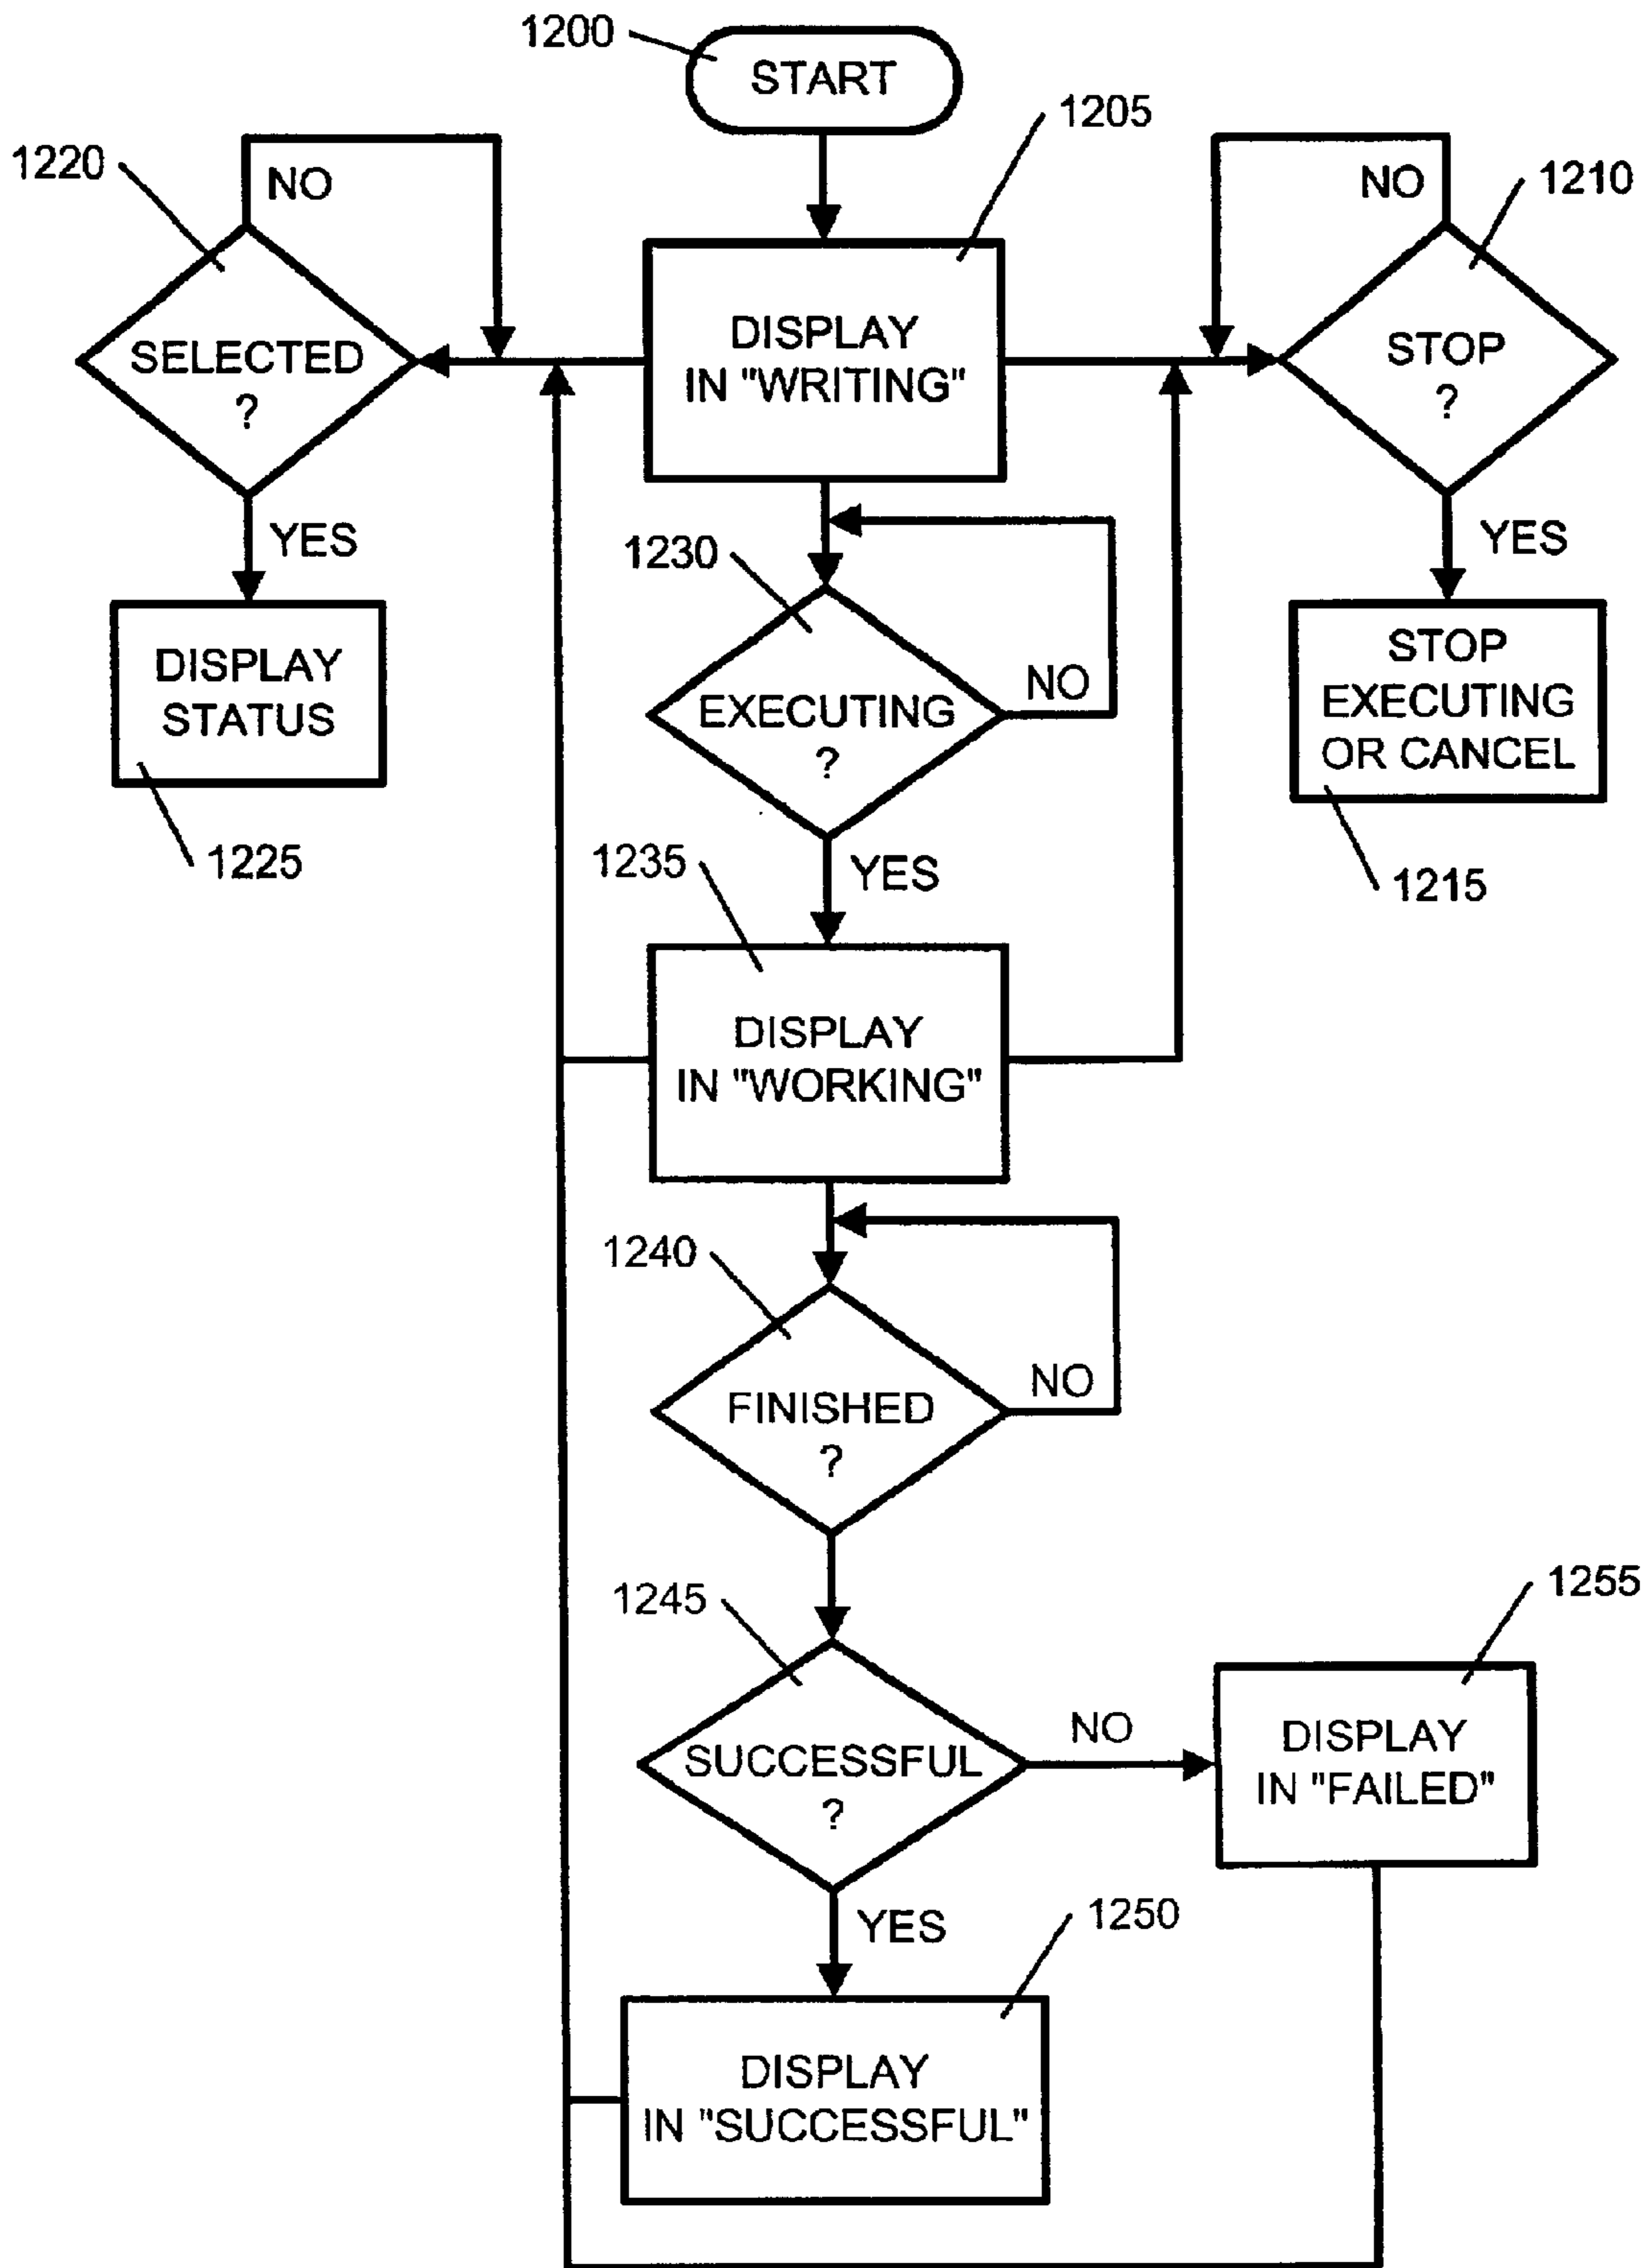 1200
START
1205
1220
NO
NO
1210
DISPLAY
IN "WRITING"
SELECTED
?
STOP
?
YES
1230
YES
DISPLAY
STATUS
EXECUTING
?
NO
STOP
EXECUTING
OR CANCEL
1225
1235
YES
1215
DISPLAY
IN "WORKING"
1240
FINISHED
?
NO
1245
1255
SUCCESSFUL
?
NO
DISPLAY
IN "FAILED"
YES
1250
DISPLAY
IN "SUCCESSFUL"